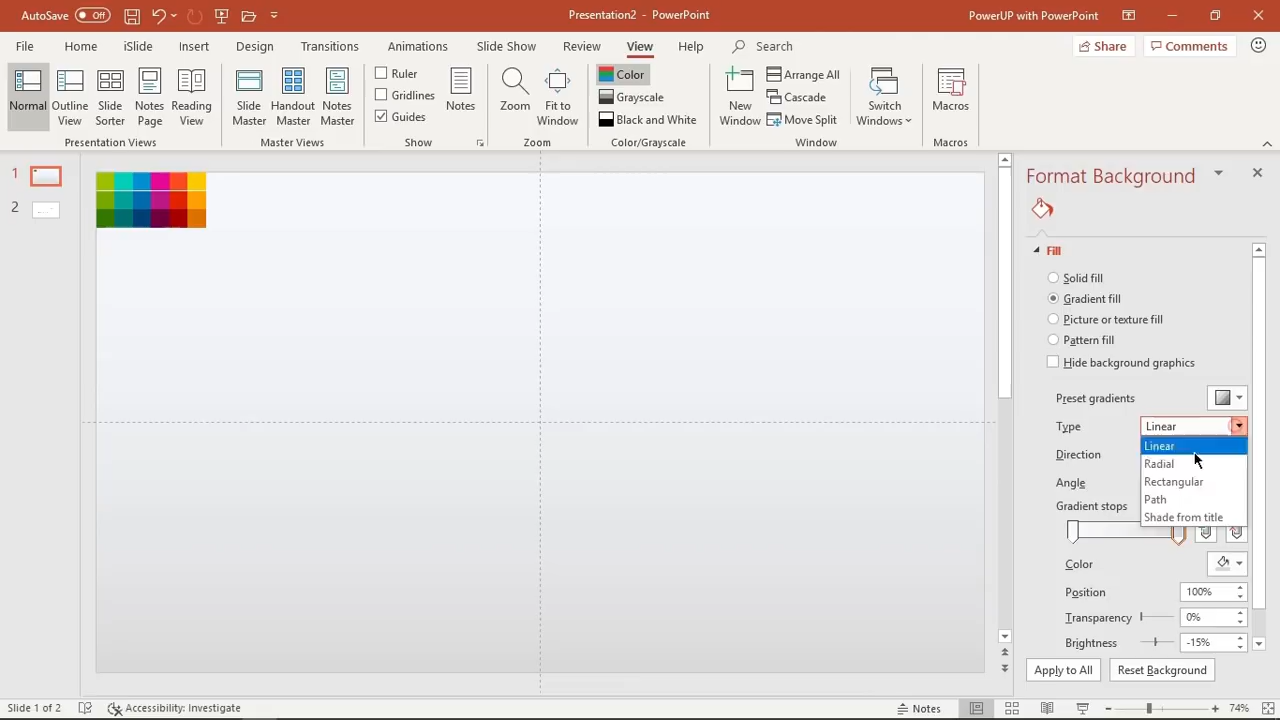 AutoSave Off Presentation2 - PowerPoint PowerUP with PowerPoint
File Home iSlide Insert Design Transitions Animations Slide Show Review View Help Search Share Comments
Normal
Outline View
Slide Sorter
Notes Page
Reading View
Presentation Views
Slide Master
Handout Master
Notes Master
Master Views
Ruler
Gridlines
Guides
Notes
Show
Zoom
Fit to Window
Zoom
Color
Grayscale
Black and White
Color/Grayscale
New Window
Arrange All
Cascade
Move Split
Switch Windows
Window
Macros
Macros
1
2
Format Background
Fill
Solid fill
Gradient fill
Picture or texture fill
Pattern fill
Hide background graphics
Preset gradients
Type Linear
Linear
Radial
Rectangular
Path
Shade from title
Direction
Angle
Gradient stops
Color
Position 100%
Transparency 0%
Brightness -15%
Apply to All Reset Background
Slide 1 of 2 Accessibility: Investigate Notes 74%